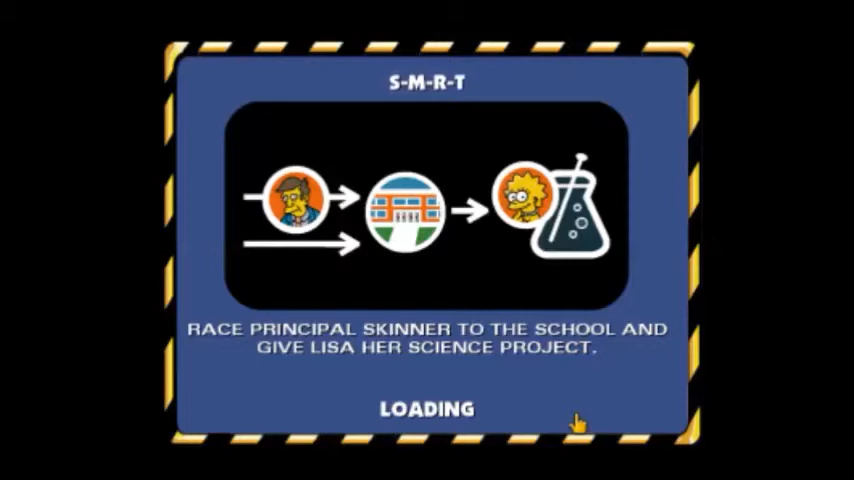 S-M-R-T
RACE PRINCIPAL SKINNER TO THE SCHOOL AND
GIVE LISA HER SCIENCE PROJECT.
LOADING